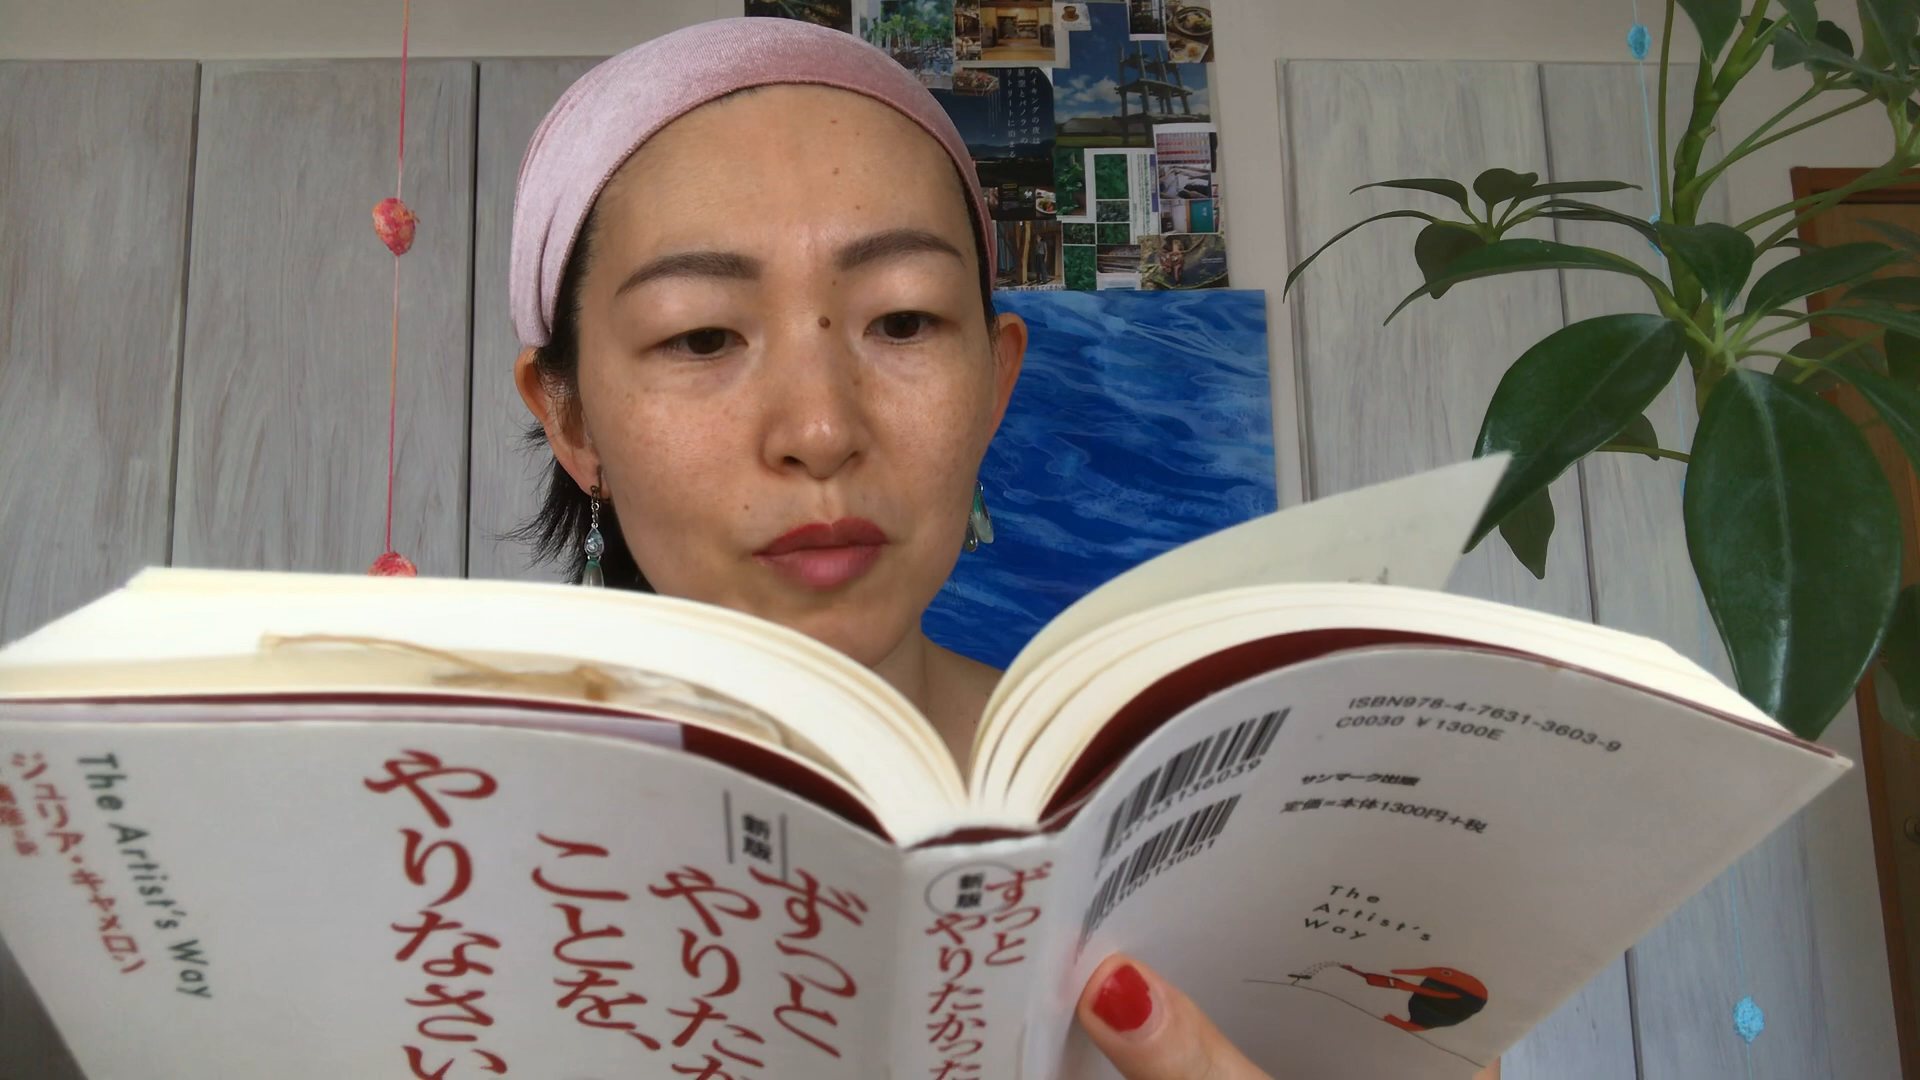 The Artist's Way
ジュリア・キャメロン
新版
ずっと
やりたか
ことを、
やりなさい
新版
ずっと
やりたかった
ISBN978-4-7631-3603-9
C0030 ¥1300E
サンマーク出版
定価=本体1300円+税
The
Artist's
Way